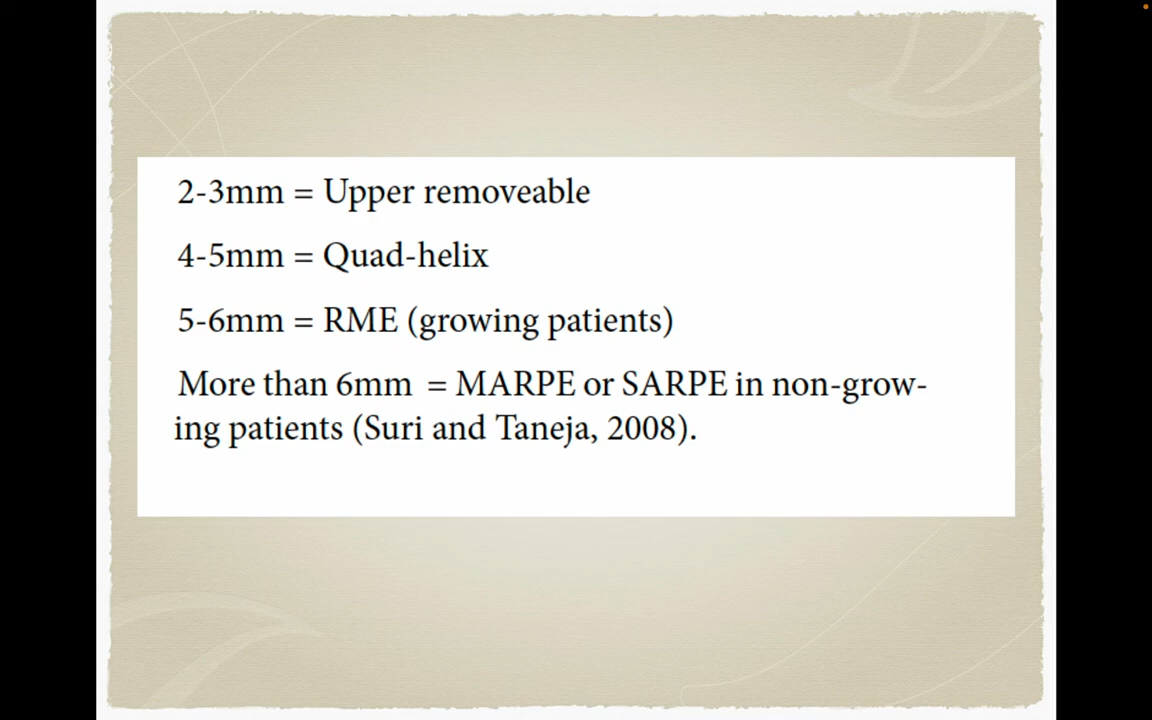 2-3mm = Upper removeable
4-5mm = Quad-helix
5-6mm = RME (growing patients)
More than 6mm = MARPE or SARPE in non-grow-
ing patients (Suri and Taneja, 2008).